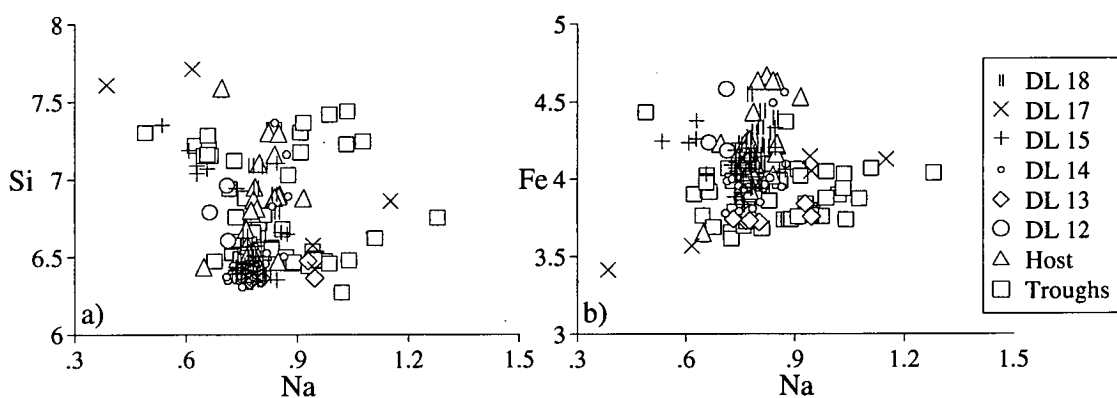 8
7.5
Si 7
6.5
6
a)
.3 .6 .9 1.2 1.5
Na
5
4.5
Fe 4
3.5
3
b)
.3 .6 .9 1.2 1.5
Na
DL 18
DL 17
DL 15
DL 14
DL 13
DL 12
Host
Troughs